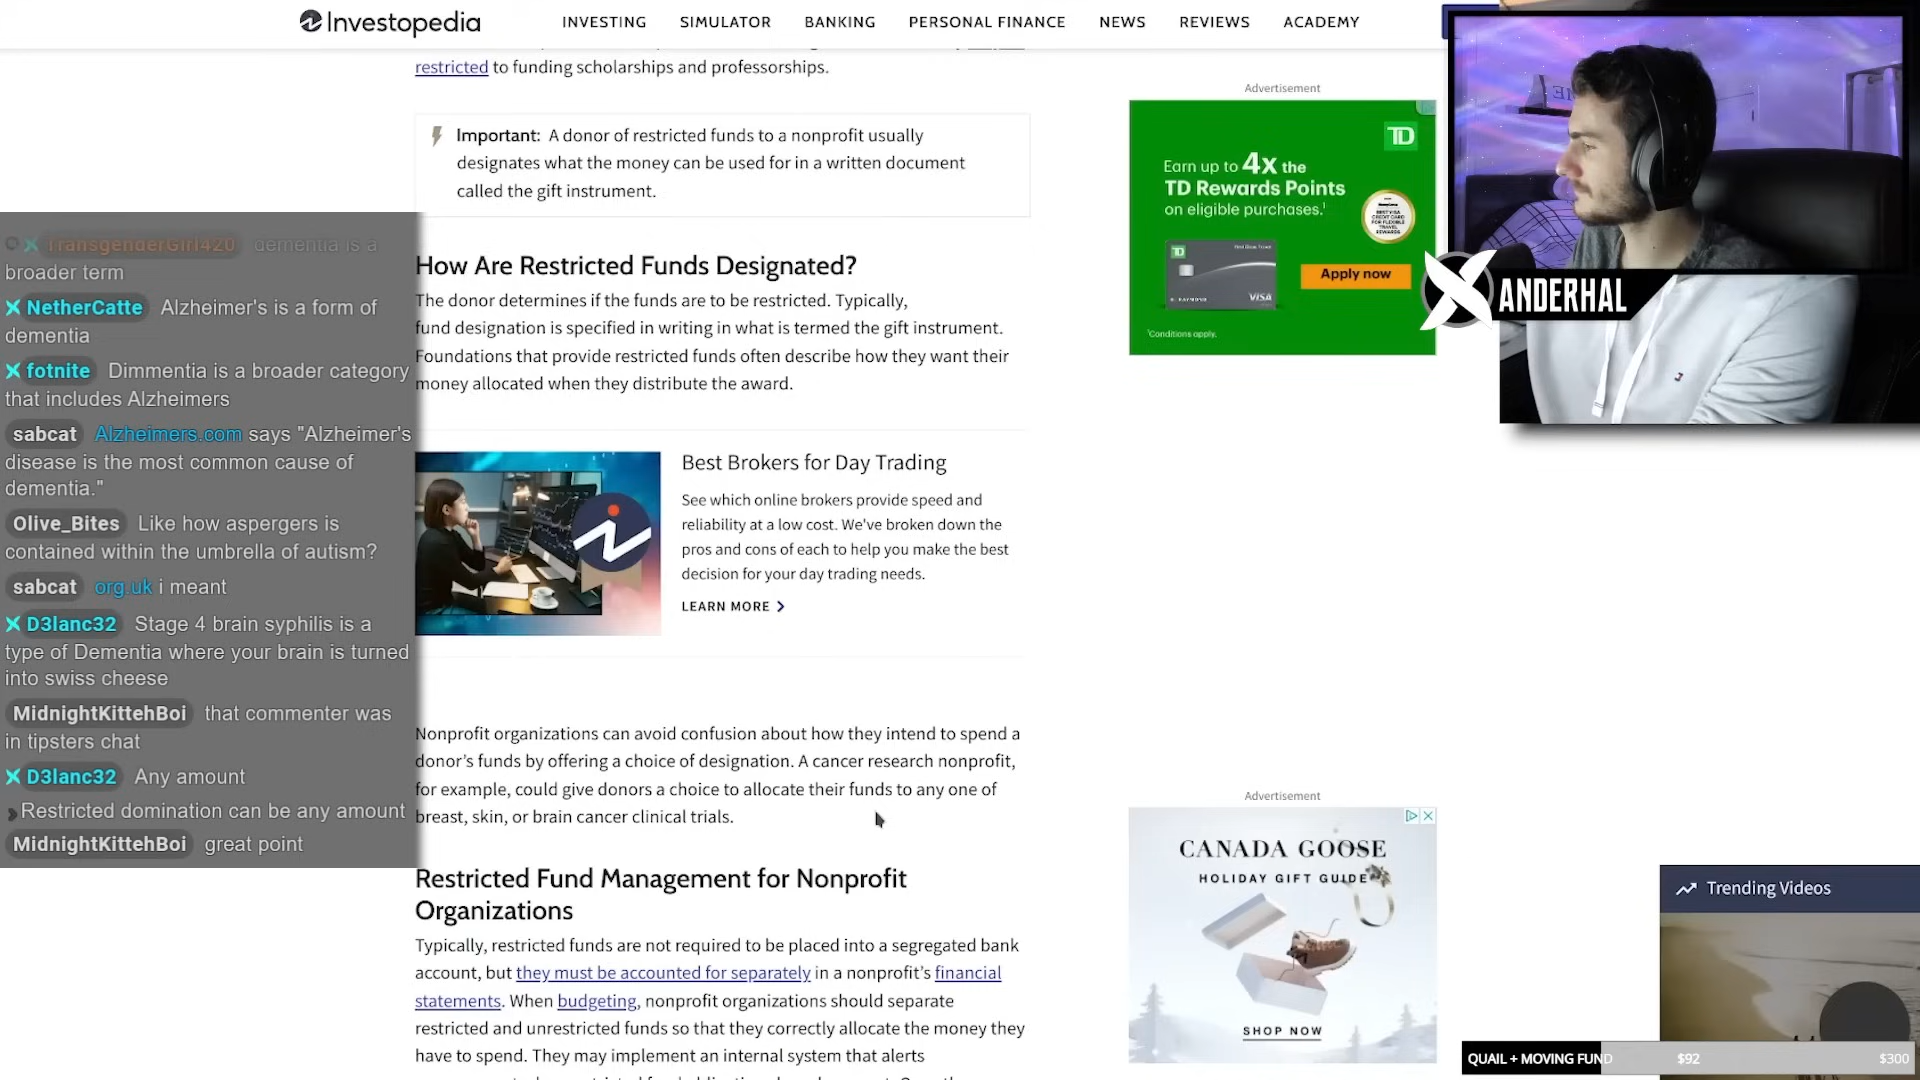 Investopedia
INVESTING SIMULATOR BANKING PERSONAL FINANCE NEWS REVIEWS ACADEMY
restricted to funding scholarships and professorships.
Important: A donor of restricted funds to a nonprofit usually
designates what the money can be used for in a written document
called the gift instrument.
How Are Restricted Funds Designated?
The donor determines if the funds are to be restricted. Typically,
fund designation is specified in writing in what is termed the gift instrument.
Foundations that provide restricted funds often describe how they want their
money allocated when they distribute the award.
Best Brokers for Day Trading
See which online brokers provide speed and
reliability at a low cost. We've broken down the
pros and cons of each to help you make the best
decision for your day trading needs.
LEARN MORE
Nonprofit organizations can avoid confusion about how they intend to spend a
donor's funds by offering a choice of designation. A cancer research nonprofit,
for example, could give donors a choice to allocate their funds to any one of
breast, skin, or brain cancer clinical trials.
Restricted Fund Management for Nonprofit
Organizations
Typically, restricted funds are not required to be placed into a segregated bank
account, but they must be accounted for separately in a nonprofit's financial
statements. When budgeting, nonprofit organizations should separate
restricted and unrestricted funds so that they correctly allocate the money they
have to spend. They may implement an internal system that alerts
TransgenderGirl420 dementia is a
broader term
NetherCatte Alzheimer's is a form of
dementia
fotnite Dimmentia is a broader category
that includes Alzheimers
sabcat Alzheimers.com says "Alzheimer's
disease is the most common cause of
dementia."
Olive_Bites Like how aspergers is
contained within the umbrella of autism?
sabcat org.uk i meant
D3lanc32 Stage 4 brain syphilis is a
type of Dementia where your brain is turned
into swiss cheese
MidnightKittehBoi that commenter was
in tipsters chat
D3lanc32 Any amount
Restricted domination can be any amount
MidnightKittehBoi great point
Advertisement
TD
Earn up to 4x the
TD Rewards Points
on eligible purchases.¹
TD
VISA
Apply now
¹Conditions apply.
ANDERHAL
Advertisement
CANADA GOOSE
HOLIDAY GIFT GUIDE
SHOP NOW
Trending Videos
QUAIL + MOVING FUND $92 $300